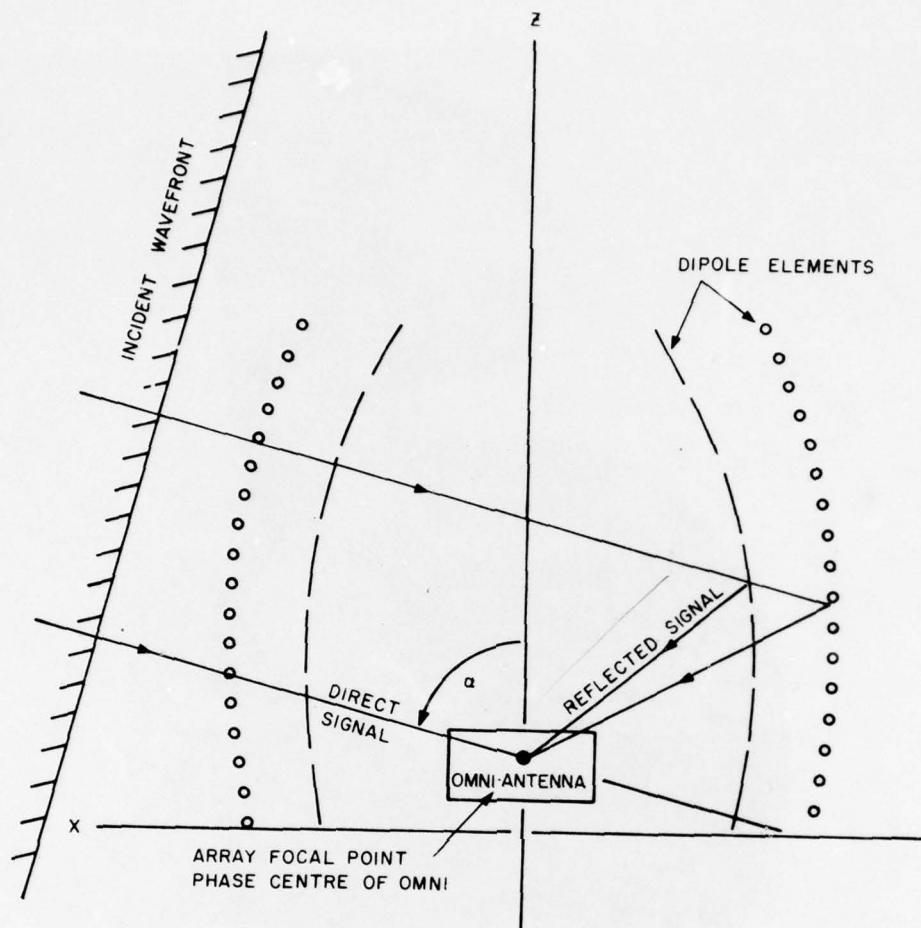 Z
INCIDENT WAVEFRONT
DIPOLE ELEMENTS
α
DIRECT
SIGNAL
REFLECTED SIGNAL
OMNI-ANTENNA
X
ARRAY FOCAL POINT
PHASE CENTRE OF OMNI